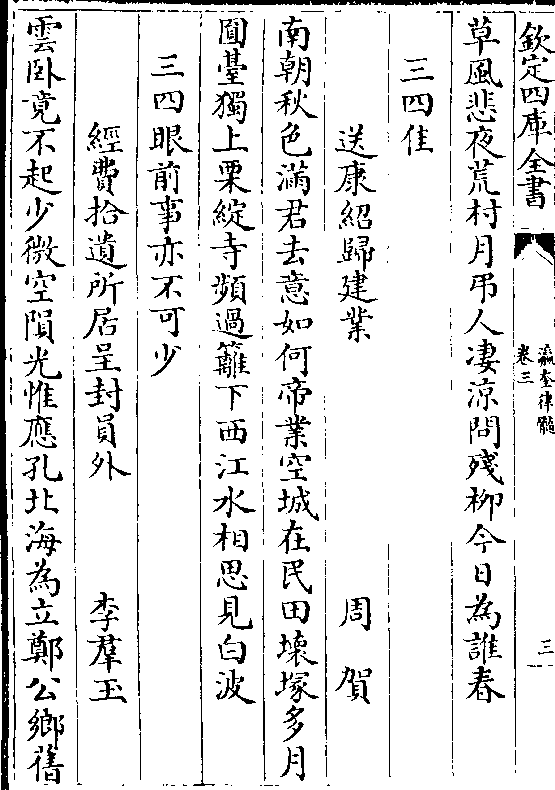 欽定四庫全書
瀛奎律髓
卷三
三
草風悲夜荒村月弔人凄涼問殘柳今日為誰春
三四佳
送康紹歸建業 周賀
南朝秋色滿君去意如何帝業空城在民田壞塚多月
圓臺獨上栗綻寺頻過籬下西江水相思見白波
三四眼前事亦不可少
經費拾遺所居呈封員外 李羣玉
雲卧竟不起少微空隕光惟應孔北海為立鄭公鄉舊